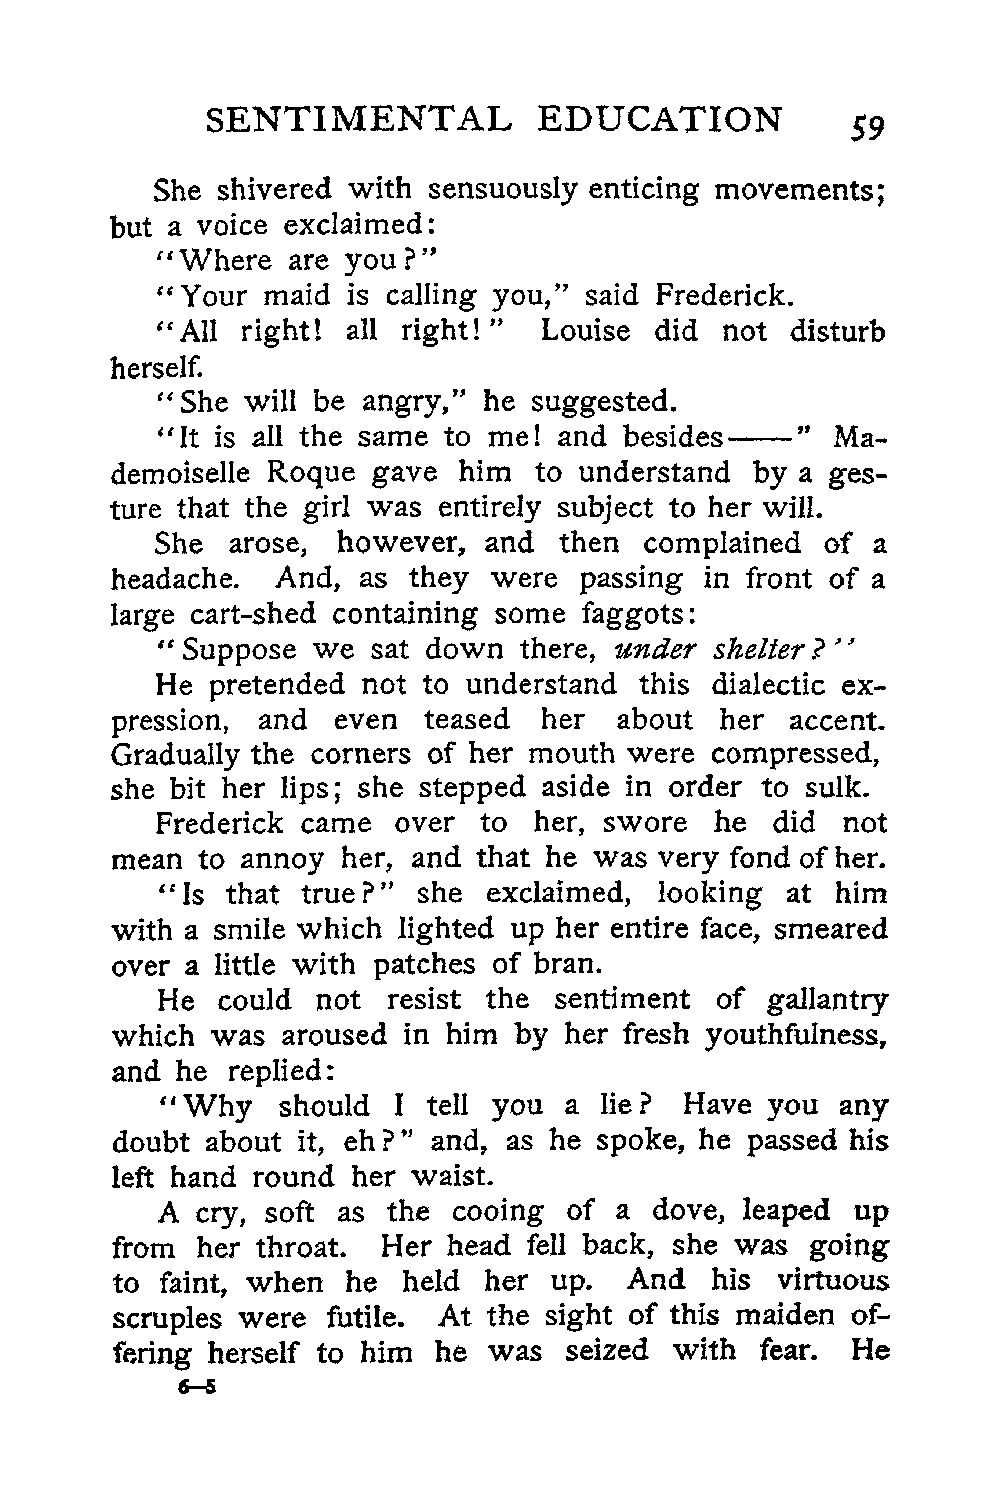 SENTIMENTAL EDUCATION 59
She shivered with sensuously enticing movements;
but a voice exclaimed:
"Where are you?"
"Your maid is calling you," said Frederick.
"All right! all right!" Louise did not disturb
herself.
"She will be angry," he suggested.
"It is all the same to me! and besides——" Ma-
demoiselle Roque gave him to understand by a ges-
ture that the girl was entirely subject to her will.
She arose, however, and then complained of a
headache. And, as they were passing in front of a
large cart-shed containing some faggots:
"Suppose we sat down there, under shelter?"
He pretended not to understand this dialectic ex-
pression, and even teased her about her accent.
Gradually the corners of her mouth were compressed,
she bit her lips; she stepped aside in order to sulk.
Frederick came over to her, swore he did not
mean to annoy her, and that he was very fond of her.
"Is that true?" she exclaimed, looking at him
with a smile which lighted up her entire face, smeared
over a little with patches of bran.
He could not resist the sentiment of gallantry
which was aroused in him by her fresh youthfulness,
and he replied:
"Why should I tell you a lie? Have you any
doubt about it, eh?" and, as he spoke, he passed his
left hand round her waist.
A cry, soft as the cooing of a dove, leaped up
from her throat. Her head fell back, she was going
to faint, when he held her up. And his virtuous
scruples were futile. At the sight of this maiden of-
fering herself to him he was seized with fear. He
6—5